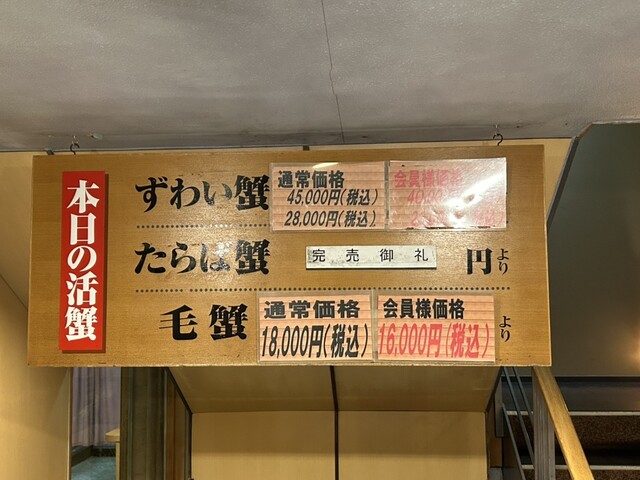 本日の活蟹
ずわい蟹
通常価格
45,000円(税込)
28,000円(税込)
会員様価格
たらば蟹
完売御礼
円より
毛蟹
通常価格
18,000円(税込)
会員様価格
16,000円(税込)
より